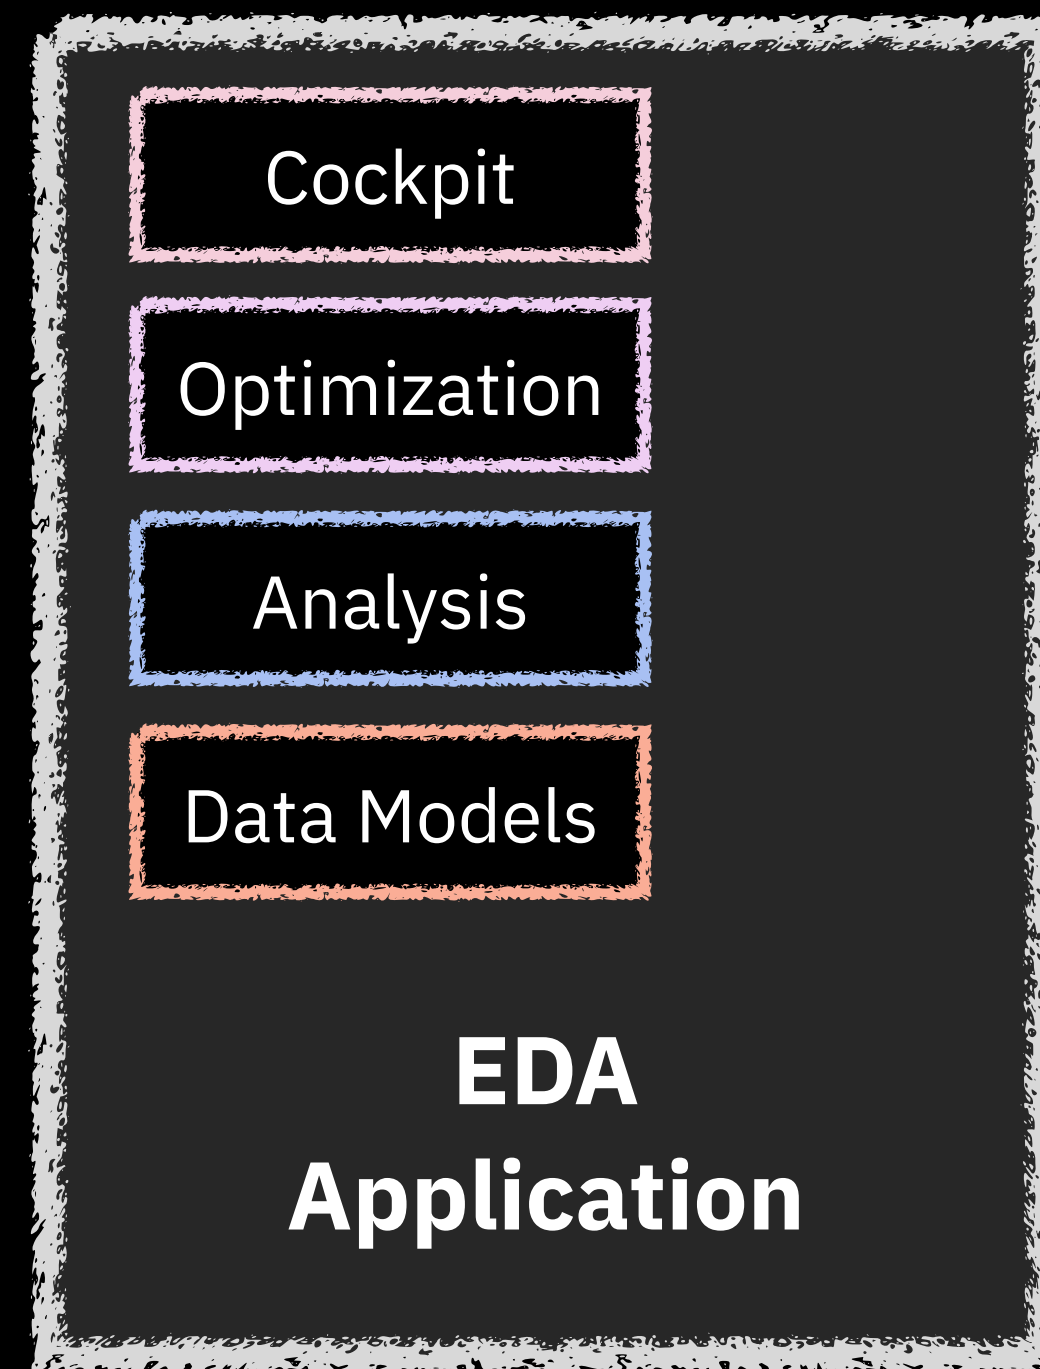 Cockpit
Optimization
Analysis
Data Models
EDA
Application